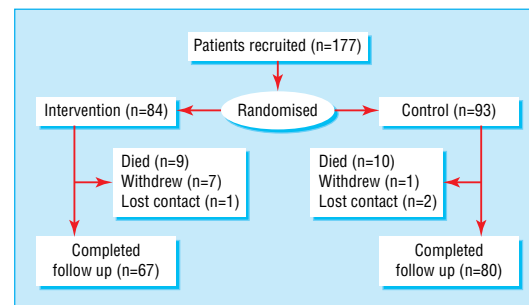 Patients recruited (n=177)
Intervention (n=84)
Randomised
Control (n=93)
Died (n=9)
Withdrew (n=7)
Lost contact (n=1)
Died (n=10)
Withdrew (n=1)
Lost contact (n=2)
Completed
follow up (n=67)
Completed
follow up (n=80)